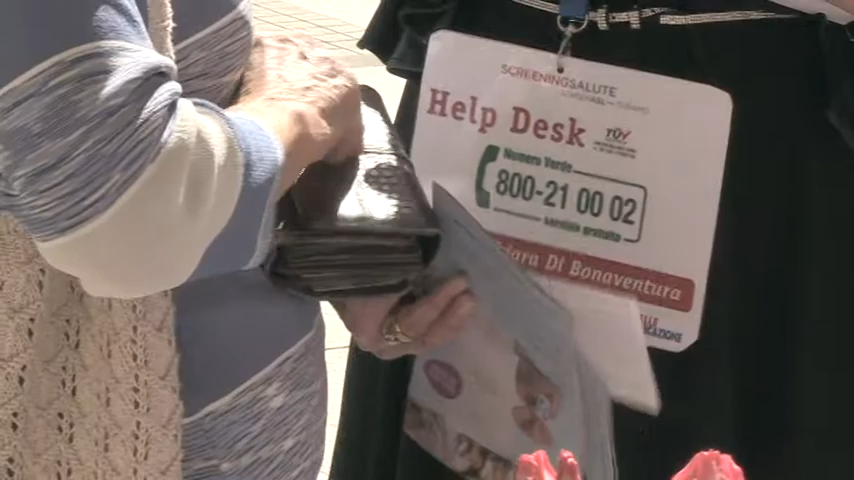 SCREENINGSALUTE
Help Desk
TÜV
Numero Verde
800-21 00 02
Servizio gratuito
Di Bonaventura